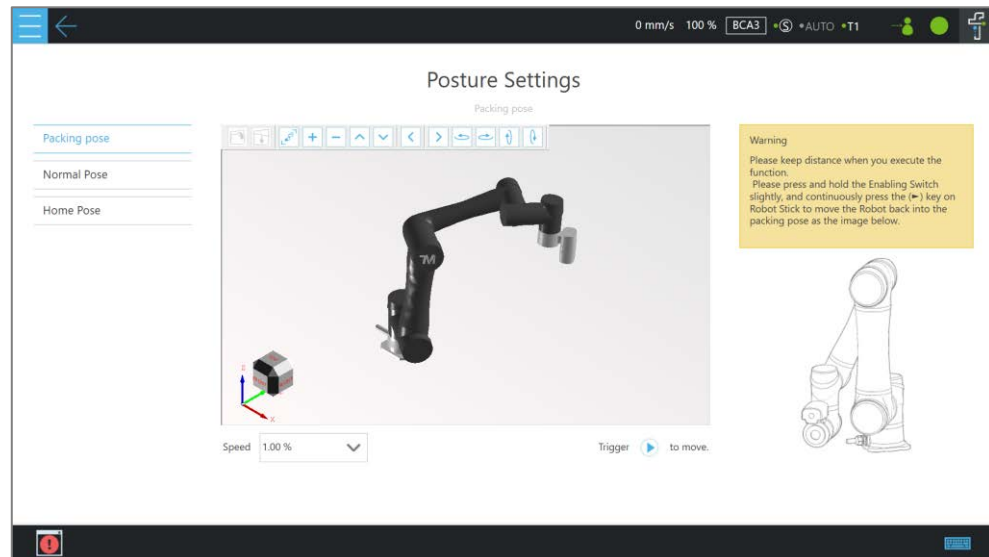 0 mm/s 100 % BCA3 S AUTO T1
Posture Settings
Packing pose
Packing pose
Normal Pose
Home Pose
TM
Z
X
Warning
Please keep distance when you execute the
function.
Please press and hold the Enabling Switch
slightly, and continuously press the (►) key on
Robot Stick to move the Robot back into the
packing pose as the image below.
Speed 1.00 %
Trigger to move.